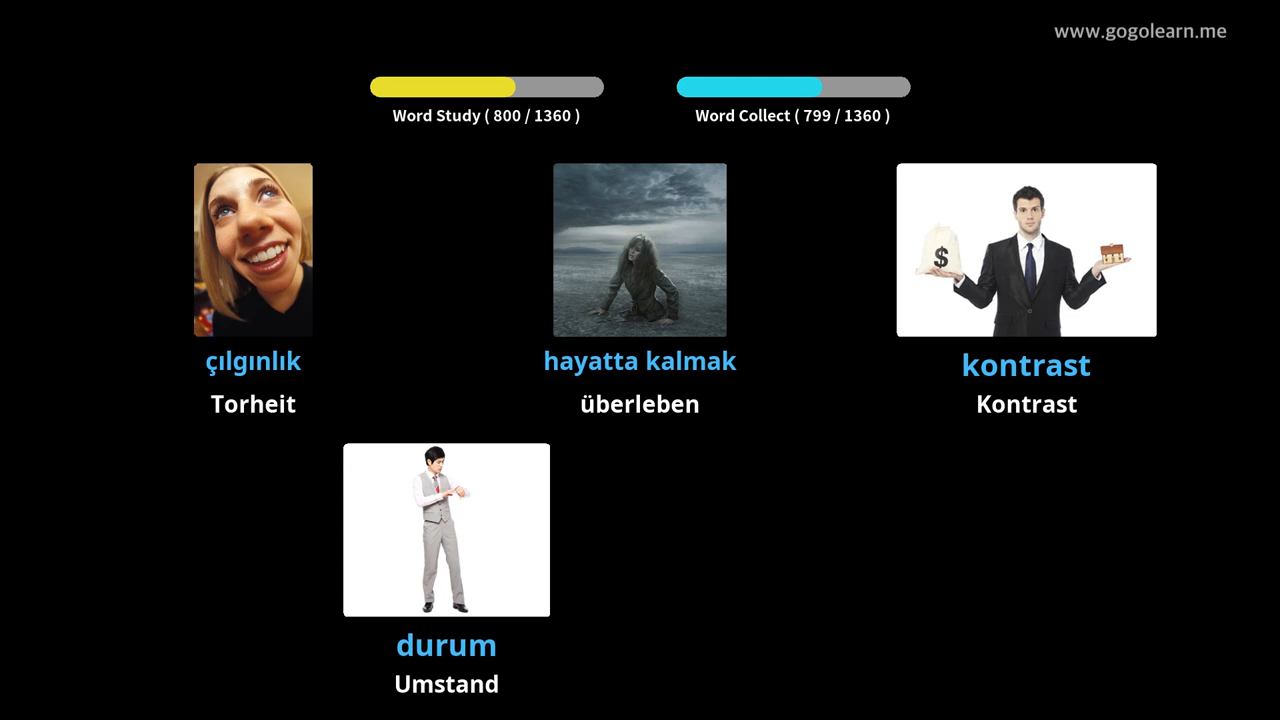 www.gogolearn.me
Word Study ( 800 / 1360 )
Word Collect ( 799 / 1360 )
$
çılgınlık
hayatta kalmak
kontrast
Torheit
überleben
Kontrast
durum
Umstand